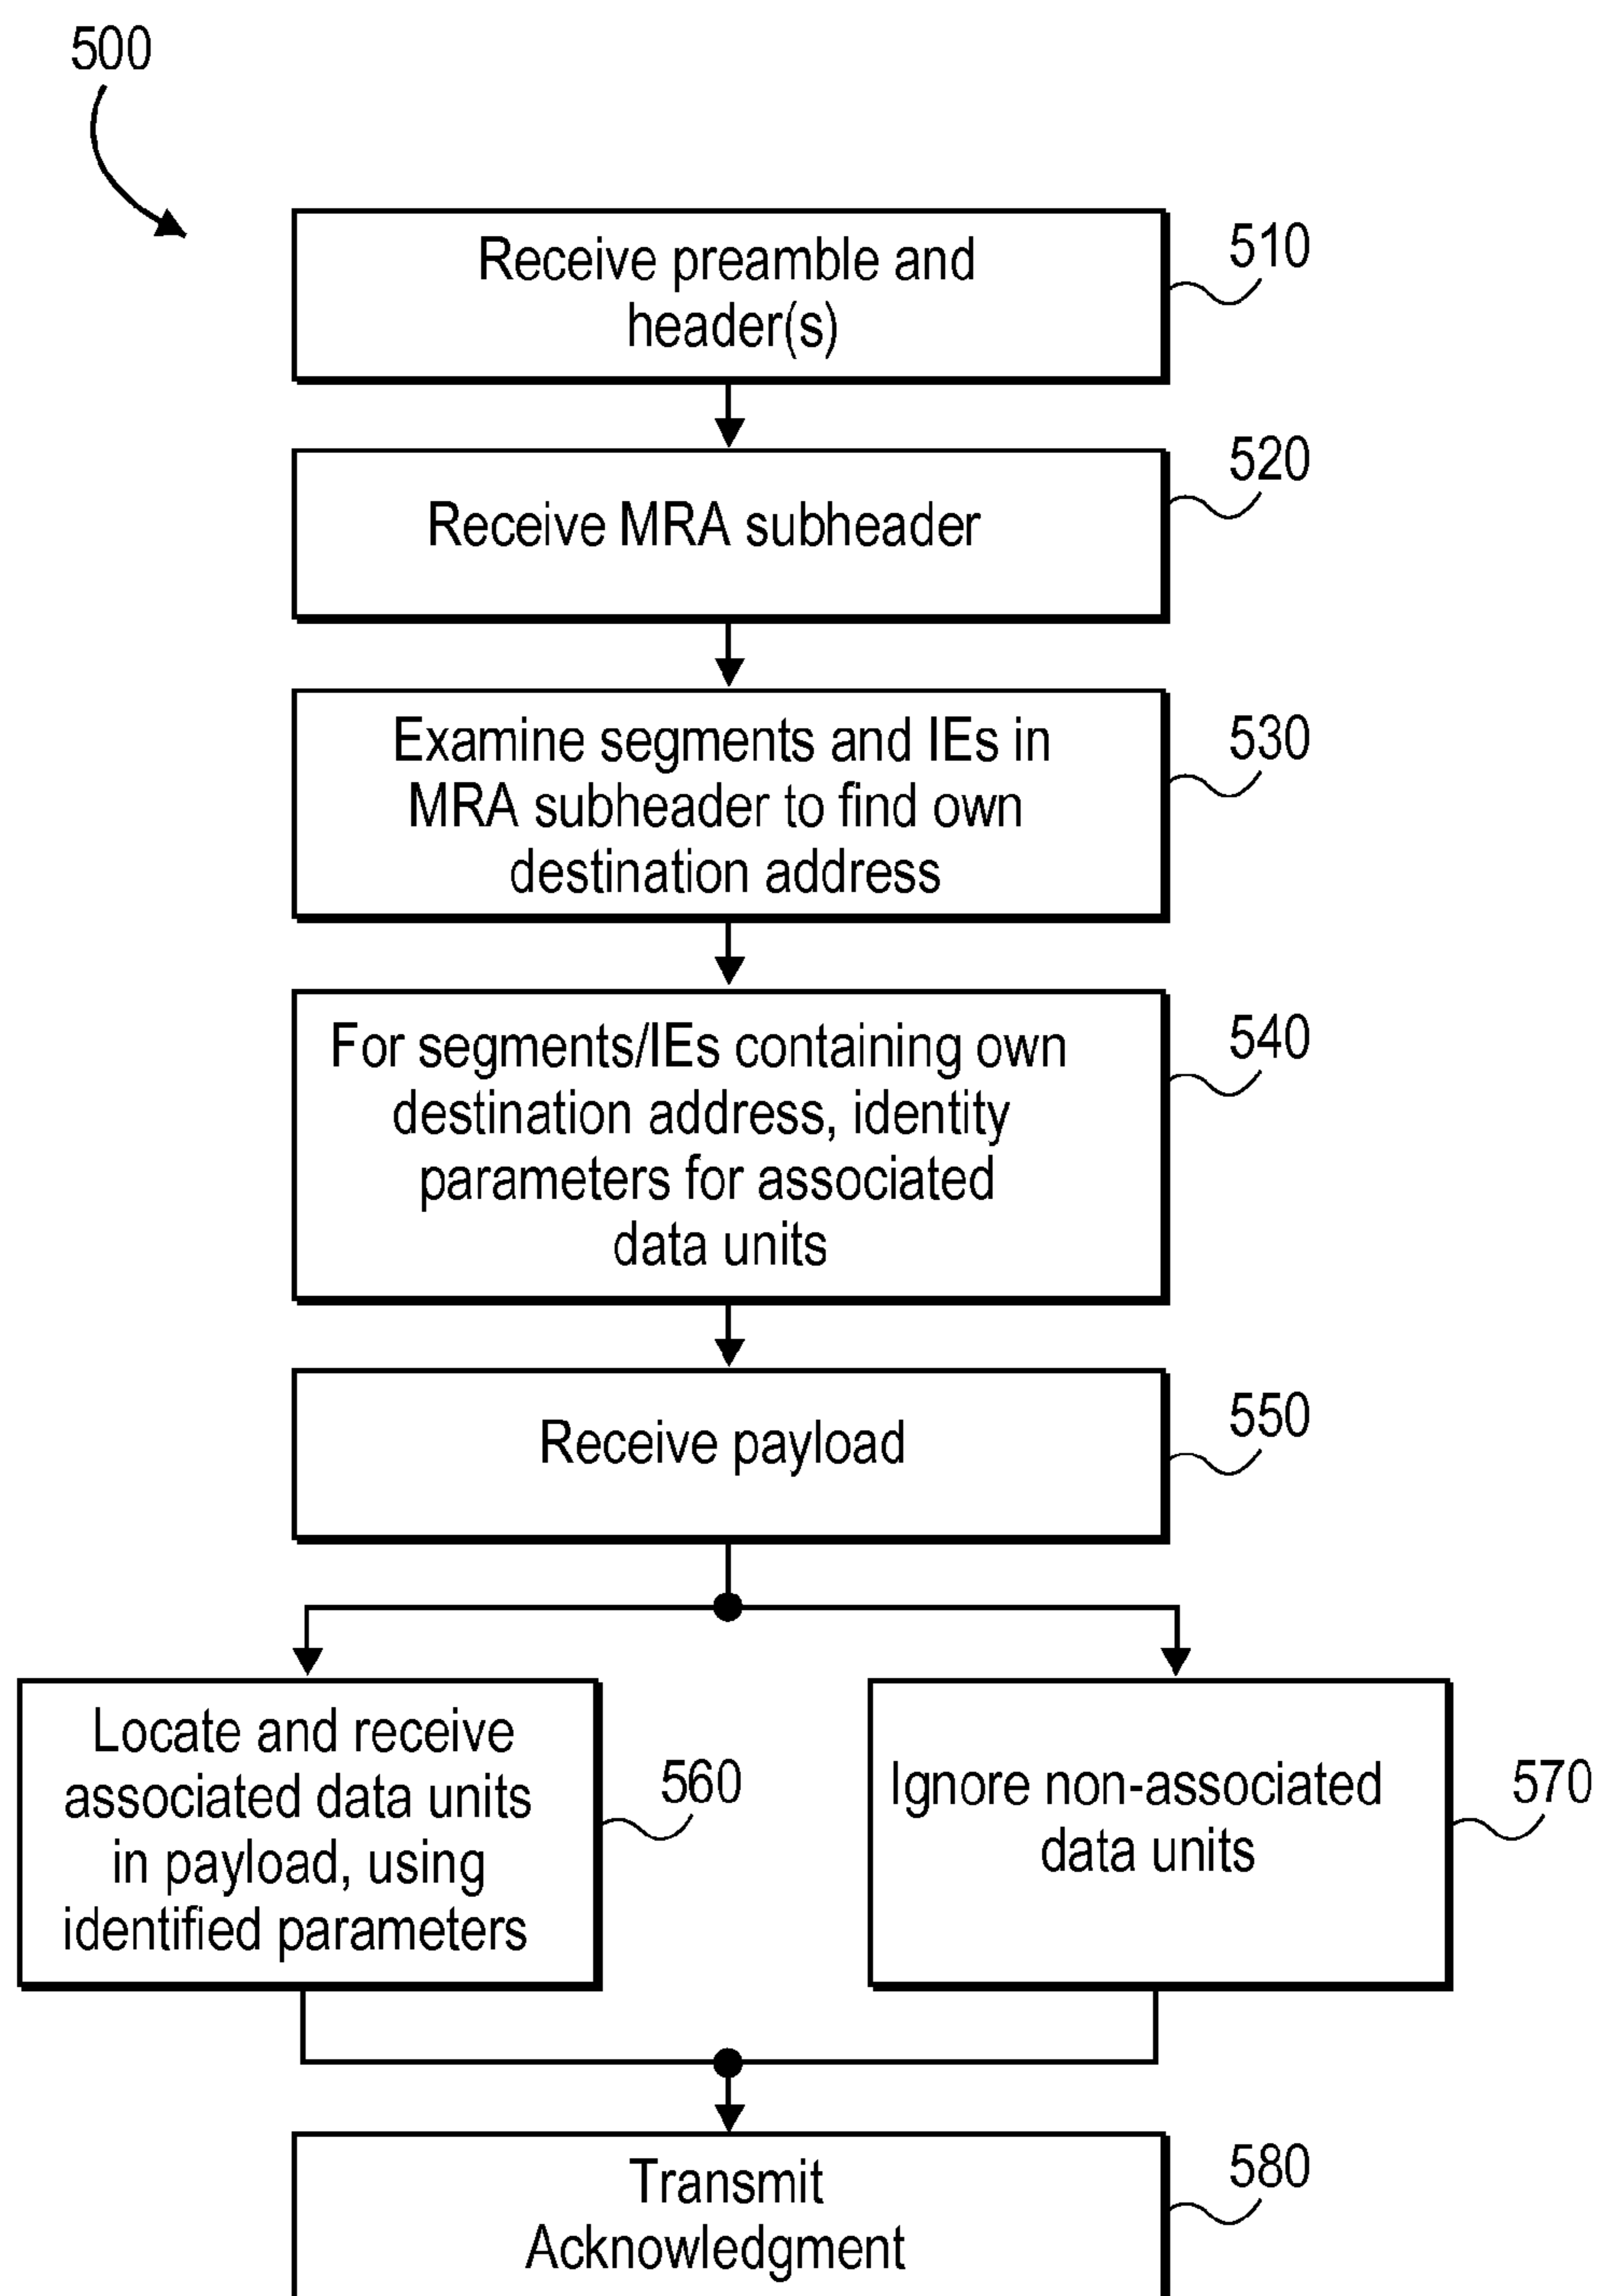 500
Receive preamble and
header(s)
510
Receive MRA subheader
520
Examine segments and IEs in
MRA subheader to find own
destination address
530
For segments/IEs containing own
destination address, identity
parameters for associated
data units
540
Receive payload
550
Locate and receive
associated data units
in payload, using
identified parameters
560
Ignore non-associated
data units
570
Transmit
Acknowledgment
580